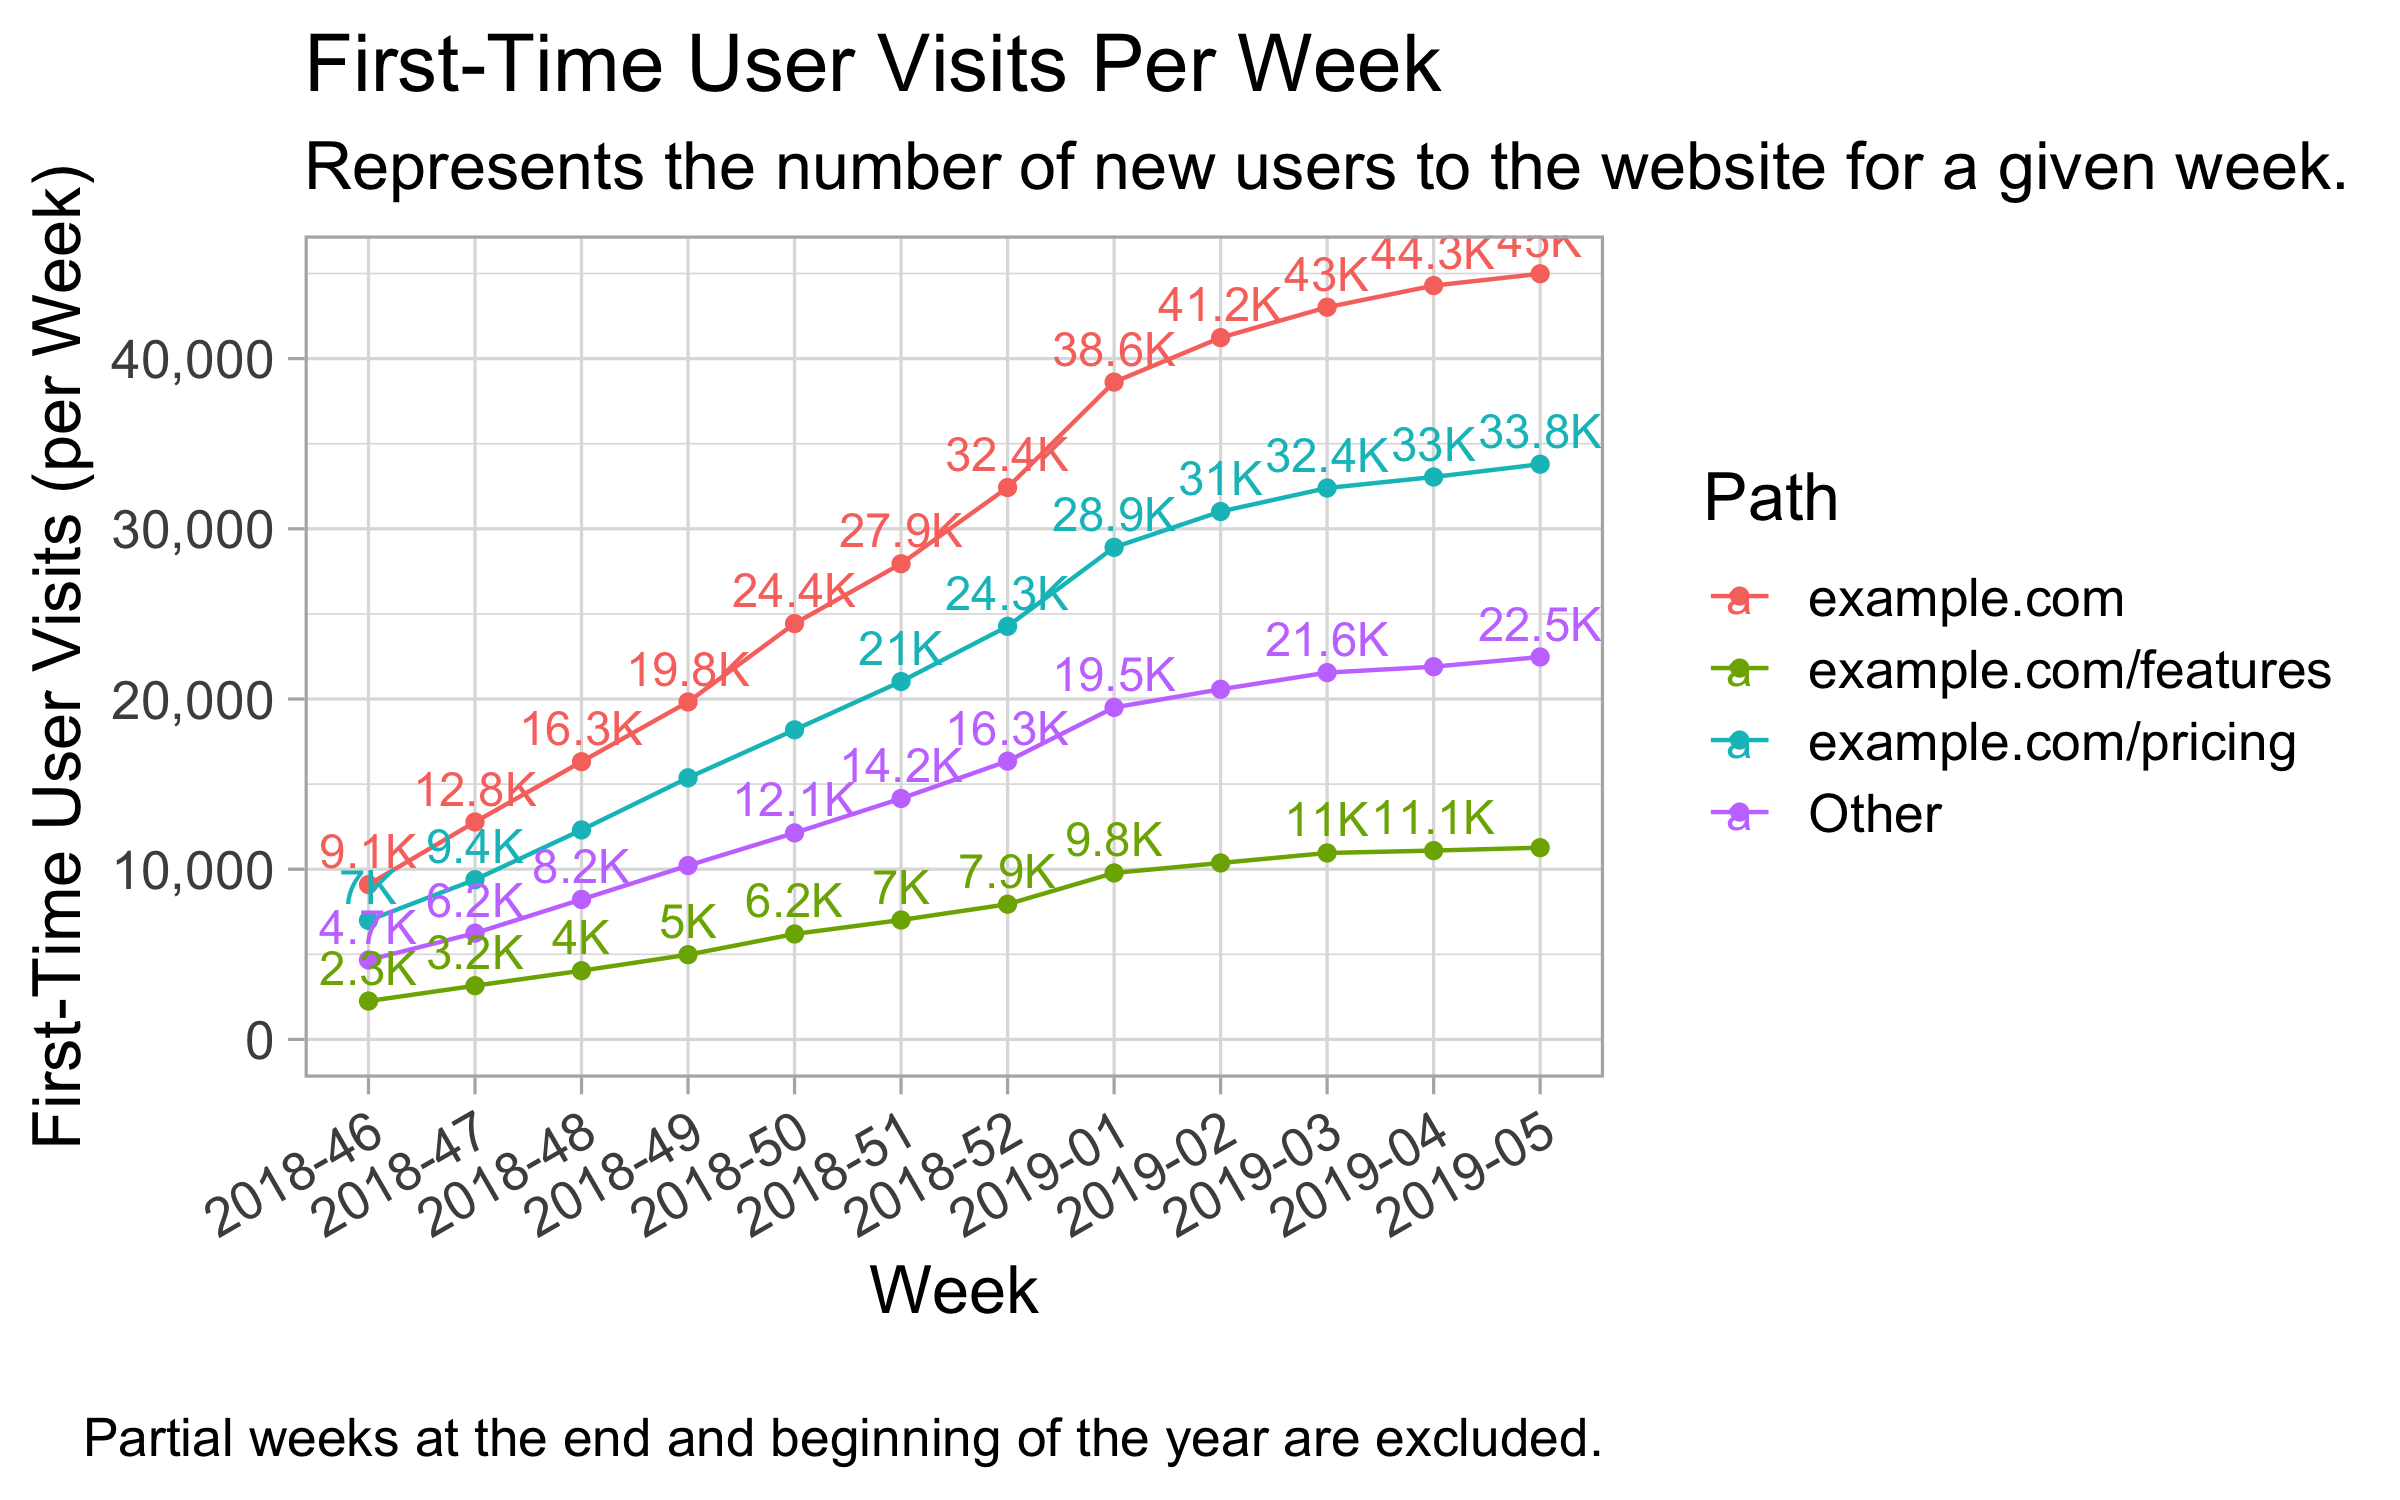 First-Time User Visits Per Week
Represents the number of new users to the website for a given week.
First-Time User Visits (per Week)
40,000
30,000
20,000
10,000
0
9.1K
12.8K
16.3K
19.8K
24.4K
27.9K
32.4K
38.6K
41.2K
43K
44.3K
45K
7K
9.4K
21K
24.3K
28.9K
31K
32.4K
33K
33.8K
4.7K
6.2K
8.2K
12.1K
14.2K
16.3K
19.5K
21.6K
22.5K
2.3K
3.2K
4K
5K
6.2K
7K
7.9K
9.8K
11K
11.1K
2018-46
2018-47
2018-48
2018-49
2018-50
2018-51
2018-52
2019-01
2019-02
2019-03
2019-04
2019-05
Week
Path
a example.com
a example.com/features
a example.com/pricing
a Other
Partial weeks at the end and beginning of the year are excluded.